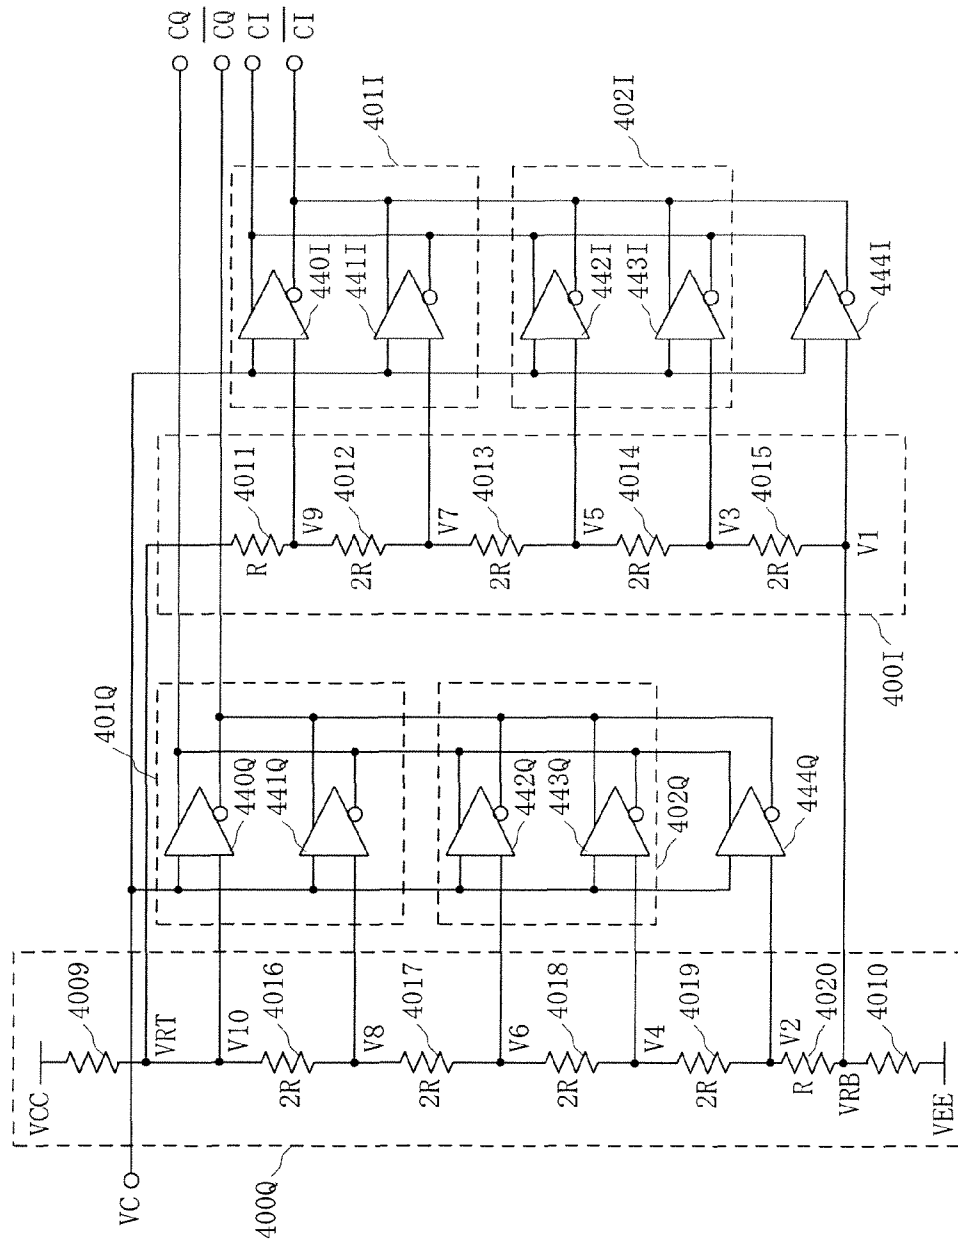 VC
400Q
VCC
4009
VRT
V10
2R
4016
V8
2R
4017
V6
2R
4018
V4
2R
4019
V2
R
4020
VRB
4010
VEE
401Q
440Q
441Q
442Q
443Q
402Q
444Q
R
4011
V9
2R
4012
V7
2R
4013
V5
2R
4014
V3
2R
4015
V1
400I
401I
440I
441I
402I
442I
443I
444I
CQ
CQ
CI
CI